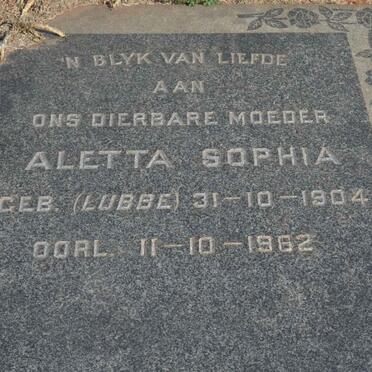 'N BLYK VAN LIEFDE
AAN
ONS DIERBARE MOEDER
ALETTA SOPHIA
GEB. (LUBBE) 31-10-1904
OORL. 11-10-1962